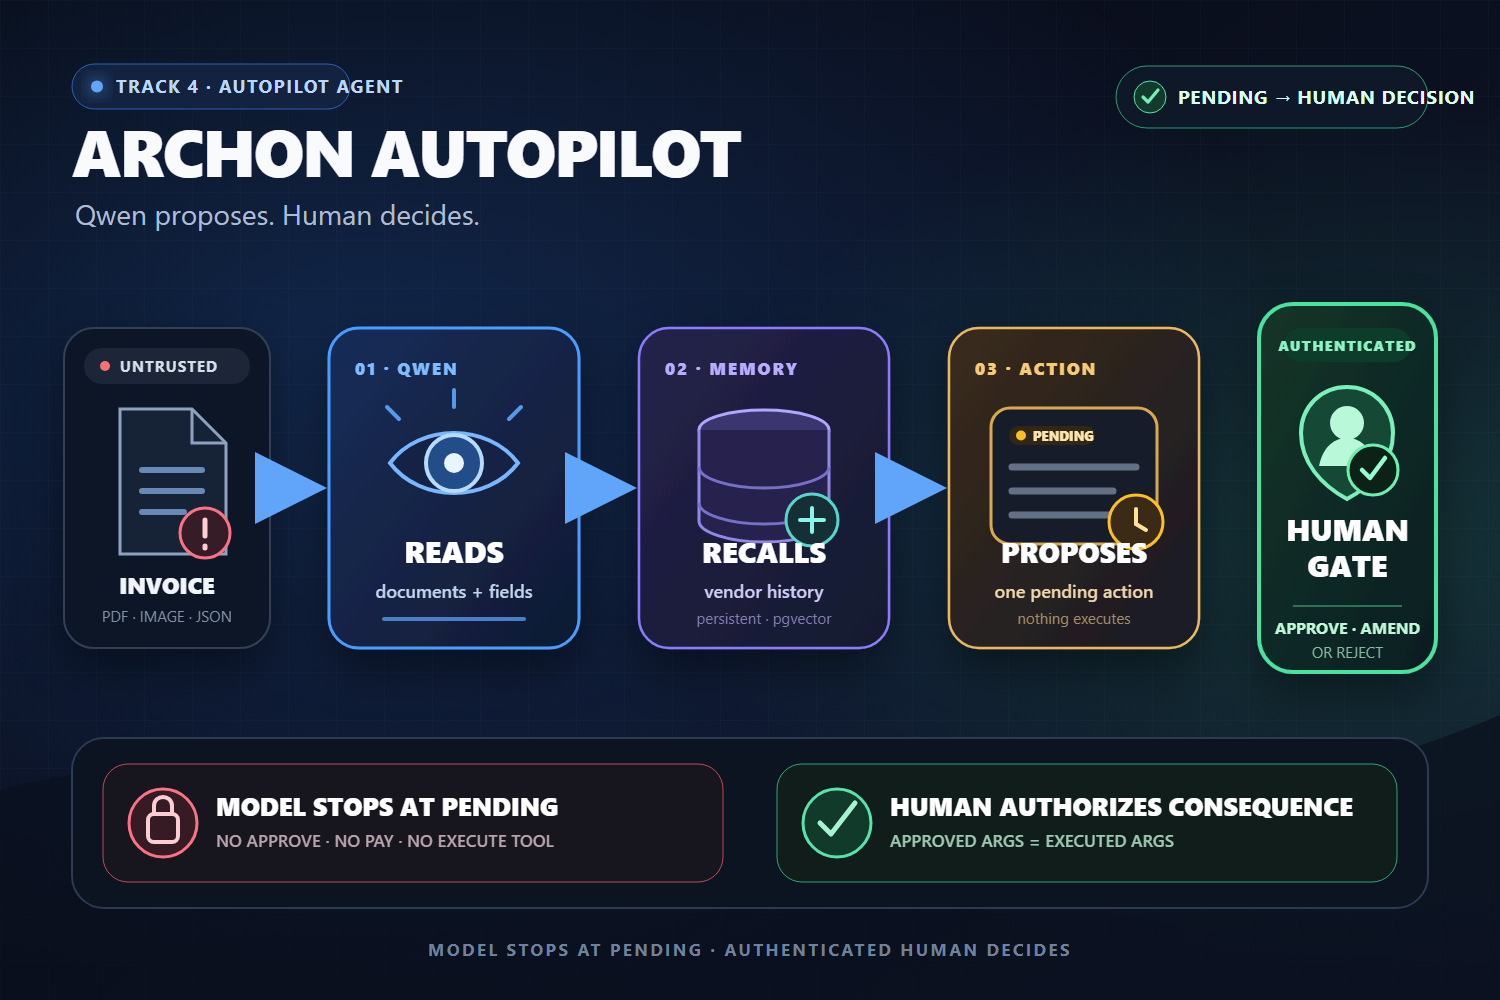 TRACK 4 · AUTOPILOT AGENT
PENDING → HUMAN DECISION
ARCHON AUTOPILOT
Qwen proposes. Human decides.
UNTRUSTED
INVOICE
PDF · IMAGE · JSON
01 · QWEN
READS
documents + fields
02 · MEMORY
RECALLS
vendor history
persistent · pgvector
03 · ACTION
PENDING
PROPOSES
one pending action
nothing executes
AUTHENTICATED
HUMAN
GATE
APPROVE · AMEND
OR REJECT
MODEL STOPS AT PENDING
NO APPROVE · NO PAY · NO EXECUTE TOOL
HUMAN AUTHORIZES CONSEQUENCE
APPROVED ARGS = EXECUTED ARGS
MODEL STOPS AT PENDING · AUTHENTICATED HUMAN DECIDES